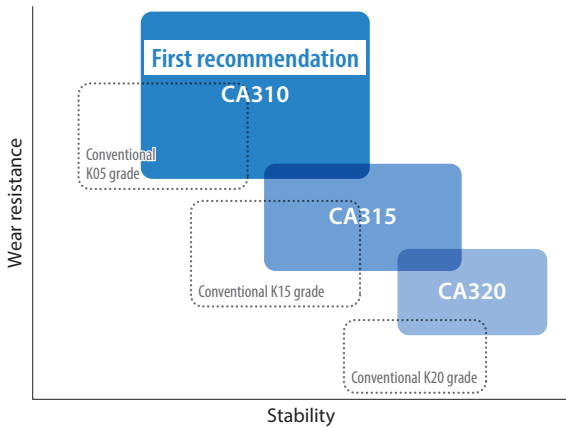 First recommendation
CA310
Conventional
K05 grade
CA315
Conventional K15 grade
CA320
Conventional K20 grade
Wear resistance
Stability